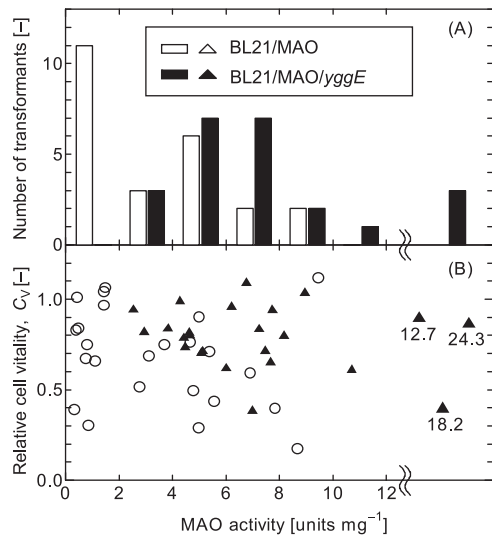 (A)
BL21/MAO
BL21/MAO/yggE
Number of transformants [–]
10
5
0
(B)
Relative cell vitality, CV [–]
1.0
0.5
0.0
12.7
24.3
18.2
0 2 4 6 8 10 12
MAO activity [units mg⁻¹]